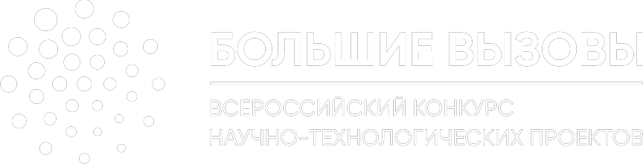 БОЛЬШИЕ ВЫЗОВЫ
ВСЕРОССИЙСКИЙ КОНКУРС
НАУЧНО-ТЕХНОЛОГИЧЕСКИХ ПРОЕКТОВ